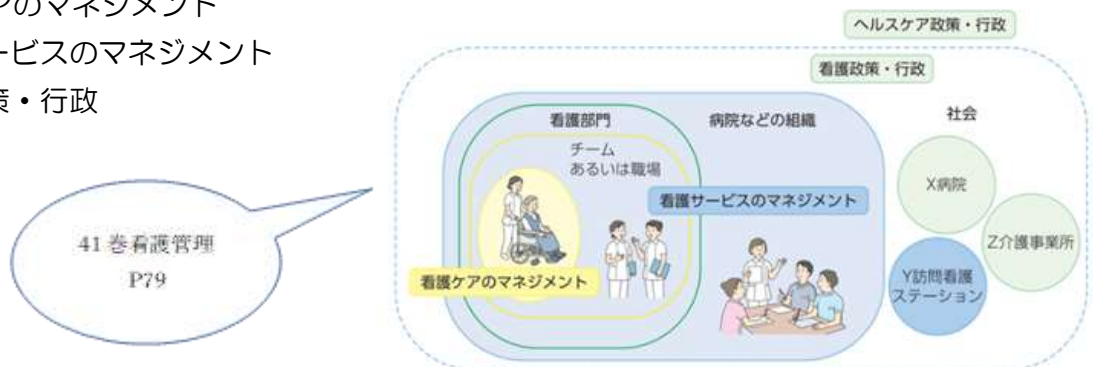 アのマネジメント
ービスのマネジメント
策・行政
41巻看護管理
P79
ヘルスケア政策・行政
看護政策・行政
看護部門
病院などの組織
社会
チーム
あるいは職場
看護サービスのマネジメント
看護ケアのマネジメント
X病院
Z介護事業所
Y訪問看護
ステーション